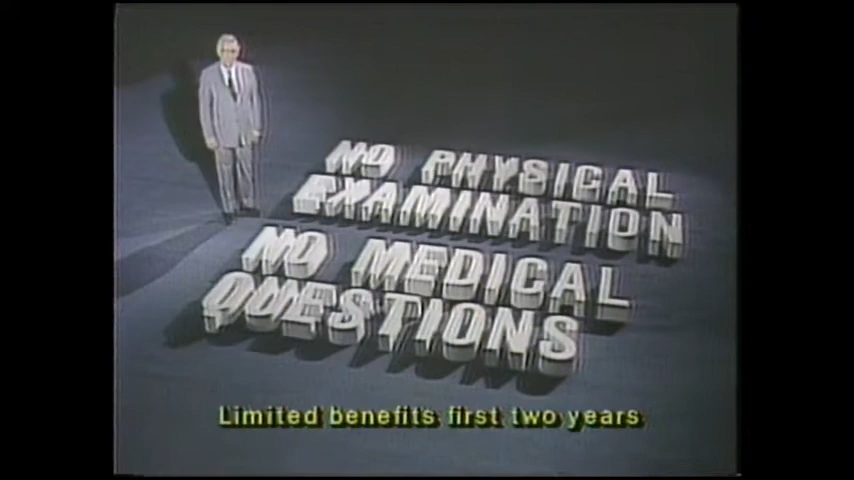 NO PHYSICAL
EXAMINATION
NO MEDICAL
QUESTIONS
Limited benefits first two years